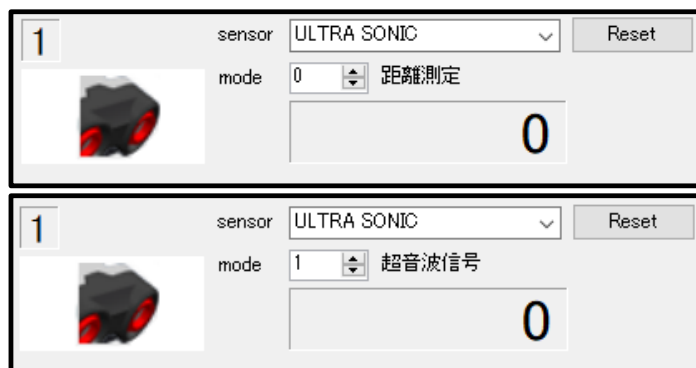 1 sensor ULTRA SONIC Reset
mode 0 距離測定
0
1 sensor ULTRA SONIC Reset
mode 1 超音波信号
0